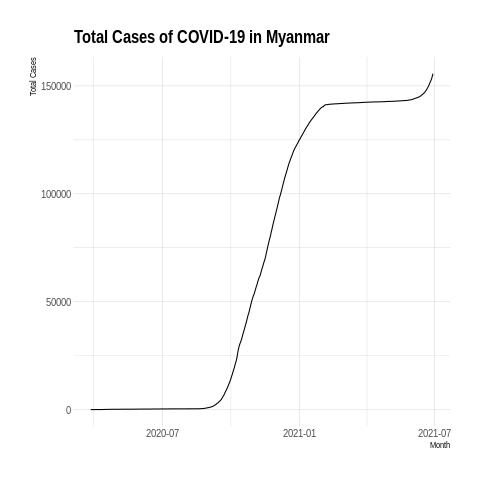 Total Cases of COVID-19 in Myanmar
Total Cases
150000
100000
50000
0
2020-07
2021-01
2021-07
Month